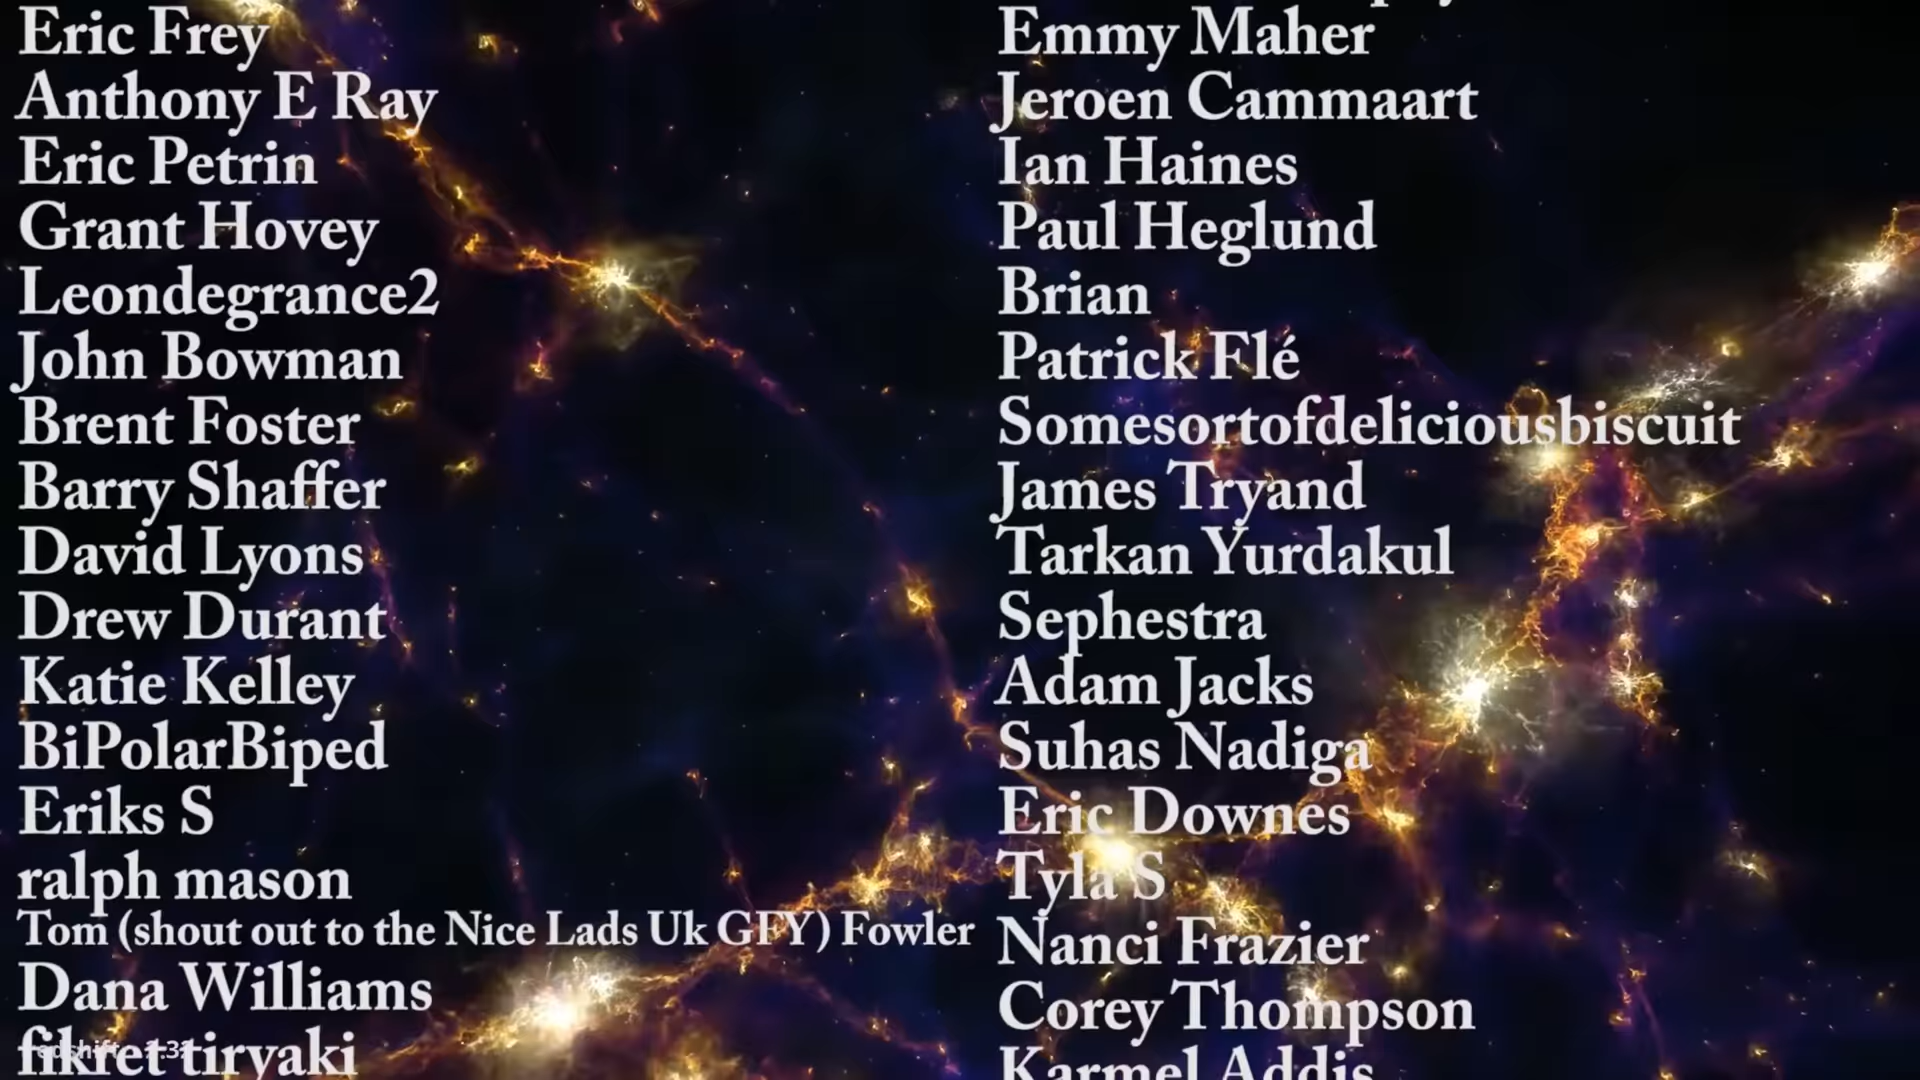 Eric Frey
Anthony E Ray
Eric Petrin
Grant Hovey
Leondegrance2
John Bowman
Brent Foster
Barry Shaffer
David Lyons
Drew Durant
Katie Kelley
BiPolarBiped
Eriks S
ralph mason
Tom (shout out to the Nice Lads Uk GFY) Fowler
Dana Williams
fikret tiryaki
Emmy Maher
Jeroen Cammaart
Ian Haines
Paul Heglund
Brian
Patrick Flé
Somesortofdeliciousbiscuit
James Tryand
Tarkan Yurdakul
Sephestra
Adam Jacks
Suhas Nadiga
Eric Downes
Tyla S
Nanci Frazier
Corey Thompson
Karmel Addis